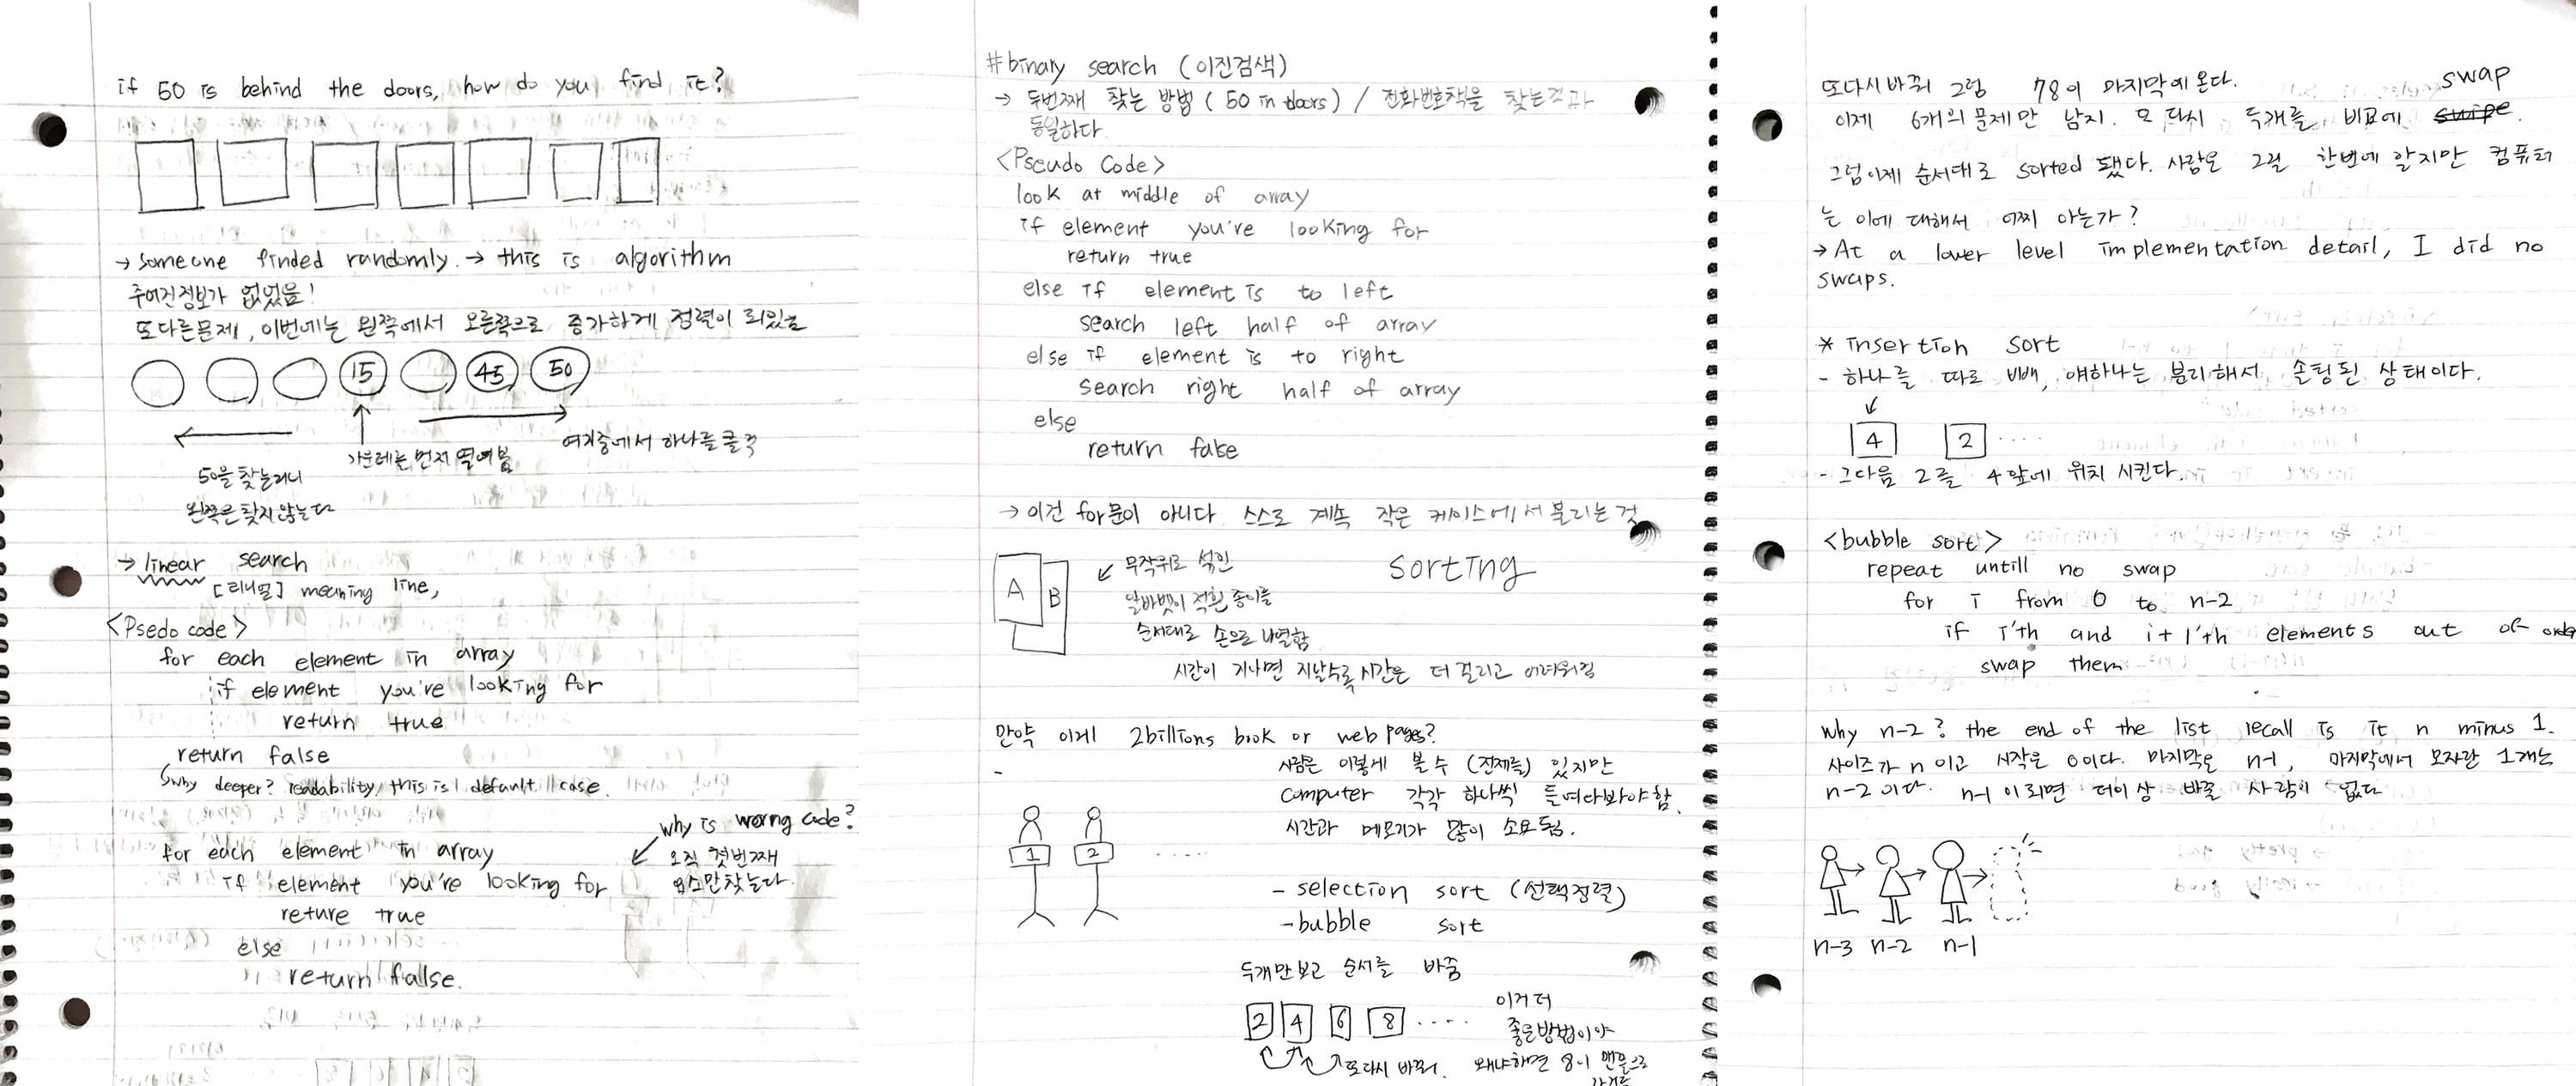 if 50 is behind the doors, how do you find it?
→ someone finded randomly. → this is algorithm
주어진정보가 없었음!
또다른문제, 이번에는 왼쪽에서 오른쪽으로 증가하게 정렬이 되있음
15 45 50
가운데는 먼저 열어봄
여기중에서 하나를 고름
50을 찾는거니
왼쪽은 찾지않는다
→ linear search
[리니얼] meaning line,
<Psedo code>
for each element in array
if element you're looking for
return true
return false
why deeper? readability, this is default case.
why is worng code?
오직 첫번째
요소만찾는다.
for each element in array
if element you're looking for
reture true
else
return false.
#binary search (이진검색)
→ 두번째 찾는 방법 (50 in doors) / 전화번호책을 찾는것과
동일하다
<Pseudo Code>
look at middle of array
if element you're looking for
return true
else if element is to left
search left half of array
else if element is to right
search right half of array
else
return false
→ 이건 for문이 아니다. 스스로 계속 작은 케이스에서 불리는 것
A B
무작위로 섞인
알바벳이 적힌 종이를
순서대로 손으로 나열함
sorting
시간이 지나면 지날수록 시간은 더 걸리고 어려워짐
만약 이게 2billions book or web pages?
-
사람은 이렇게 볼 수 (전체를) 있지만
computer 각각 하나씩 들여다봐야함.
시간과 메모리가 많이 소요됨.
1 2 ....
- selection sort (선택정렬)
- bubble sort
두개만보고 순서를 바꿈
2 4 6 8 ....
또다시 바꿔.
이거 더
좋은방법이야
왜냐하면 8이 맨끝으로
또다시바꿔 그럼 78이 마지막에온다.
swap
이제 6개의문제만 남지. 또 다시 두개를 비교에 swipe.
그럼이제 순서대로 sorted 됐다. 사람은 그걸 한번에 알지만 컴퓨터
는 이에 대해서 어찌 아는가?
→ At a lower level implementation detail, I did no
swaps.
* insertion sort
- 하나를 따로 빼, 얘하나는 분리해서 솔팅된 상태이다.
4 2 ....
- 그다음 2를 4앞에 위치 시킨다.
<bubble sort>
repeat untill no swap
for i from 0 to n-2
if i'th and i+1'th elements out of order
swap them
why n-2? the end of the list recall is it n minus 1.
사이즈가 n이고 시작은 0이다. 마지막은 n-1, 마지막에서 모자란 1개는
n-2이다. n-1이되면 더이상 바꿀 사람이 없다
n-3 n-2 n-1